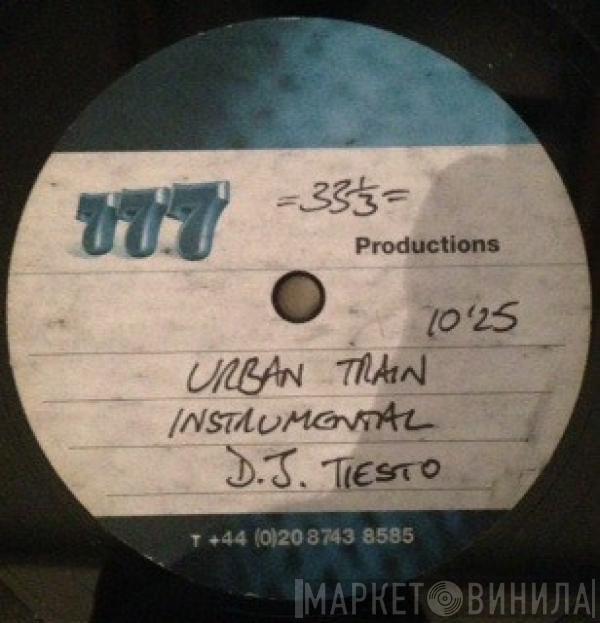 777
=33⅓=
Productions
10'25
URBAN TRAIN
INSTRUMENTAL
D.J. TIESTO
T +44 (0)20 8743 8585
МАРКЕТ ВИНИЛА